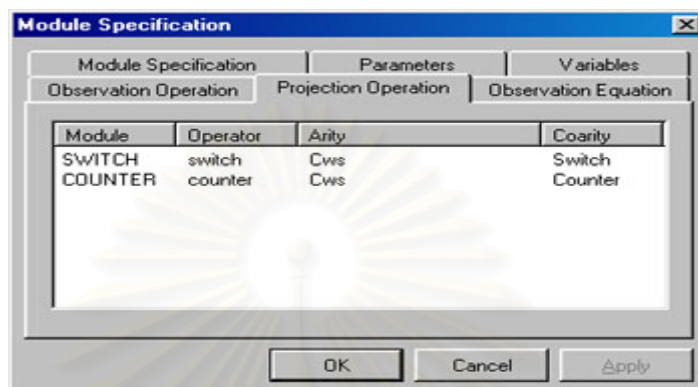 Module Specification
Module Specification Parameters Variables
Observation Operation Projection Operation Observation Equation
Module Operator Arity Coarity
SWITCH switch Cws Switch
COUNTER counter Cws Counter
OK Cancel Apply